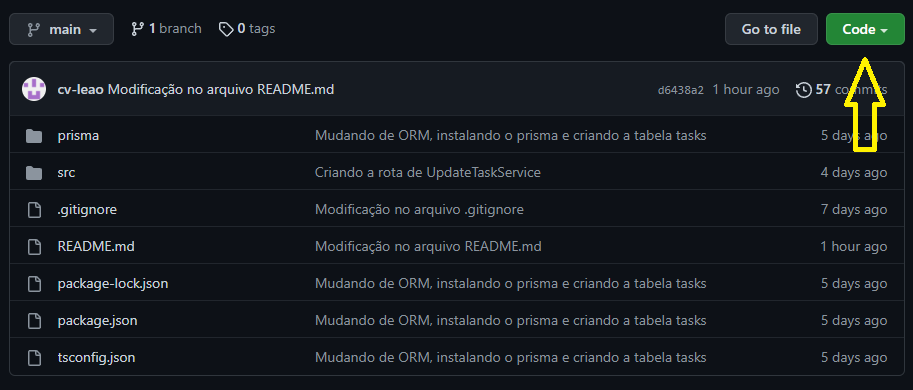 main 1 branch 0 tags Go to file Code
cv-leao Modificação no arquivo README.md d6438a2 1 hour ago 57 commits
prisma Mudando de ORM, instalando o prisma e criando a tabela tasks 5 days ago
src Criando a rota de UpdateTaskService 4 days ago
.gitignore Modificação no arquivo .gitignore 7 days ago
README.md Modificação no arquivo README.md 1 hour ago
package-lock.json Mudando de ORM, instalando o prisma e criando a tabela tasks 5 days ago
package.json Mudando de ORM, instalando o prisma e criando a tabela tasks 5 days ago
tsconfig.json Mudando de ORM, instalando o prisma e criando a tabela tasks 5 days ago